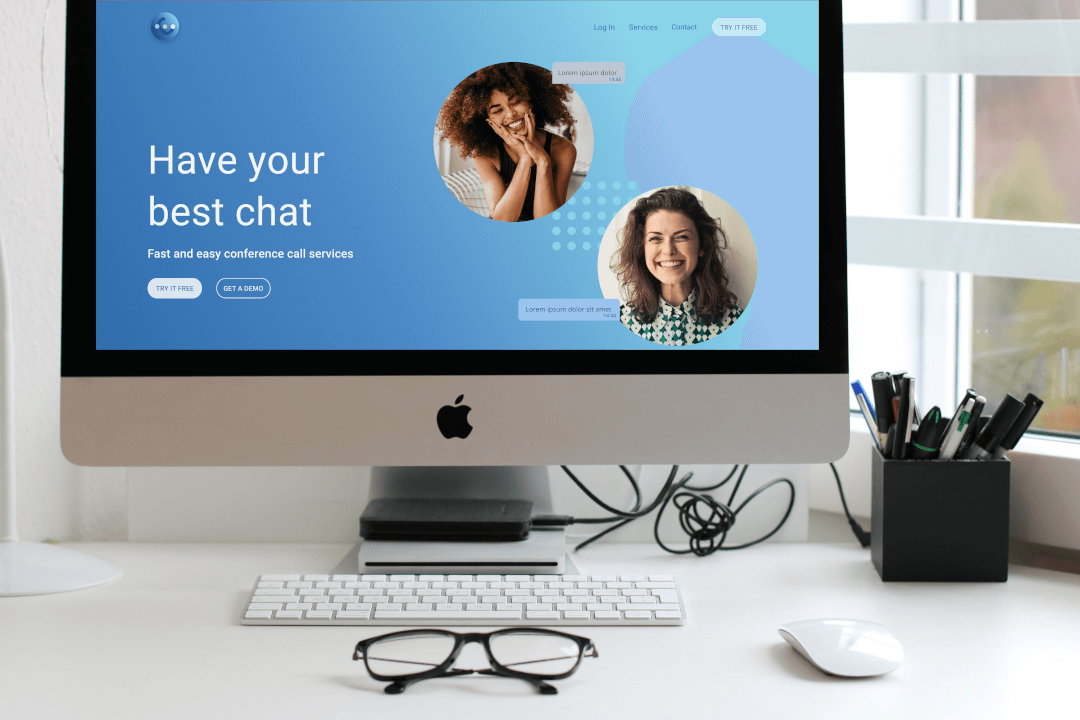 Log In Services Contact TRY IT FREE
Lorem ipsum dolor
Have your
best chat
Fast and easy conference call services
TRY IT FREE GET A DEMO
Lorem ipsum dolor sit amet